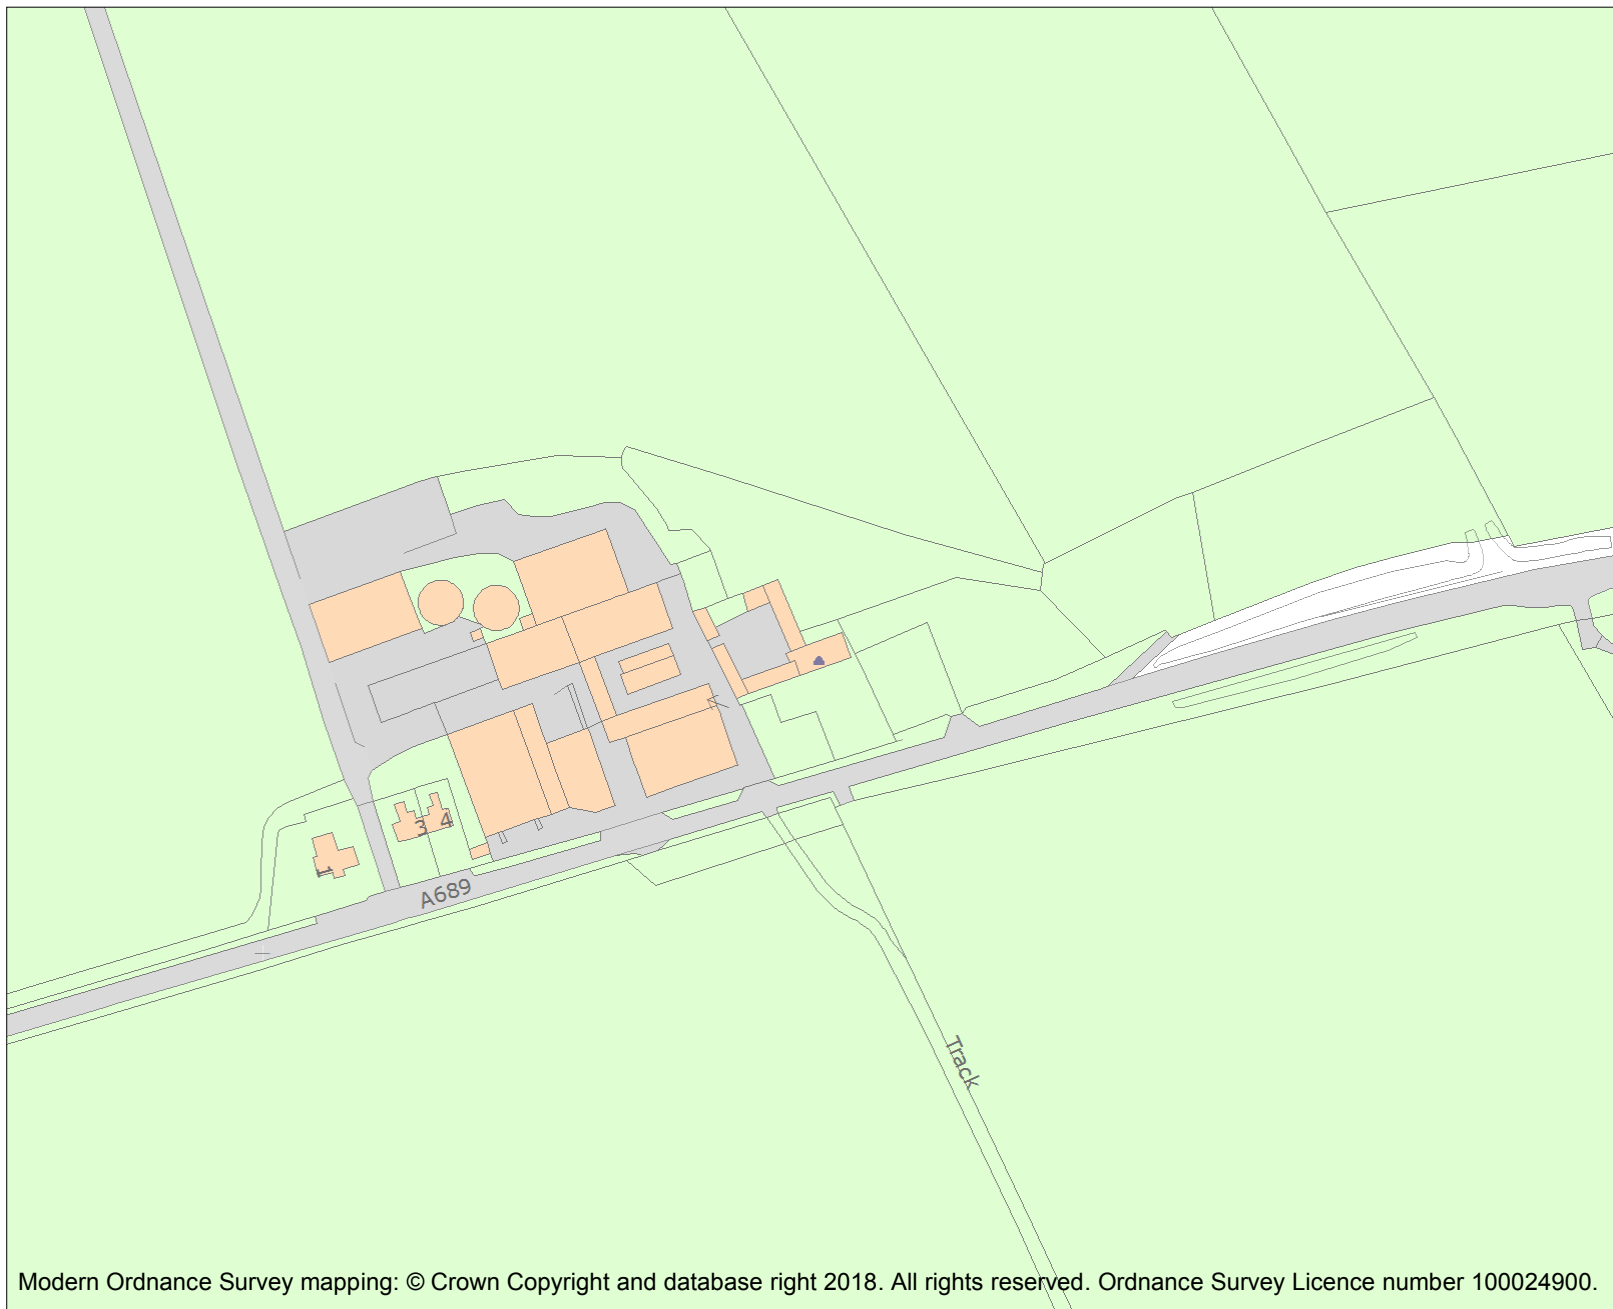 3 4
1
A689
Track
Modern Ordnance Survey mapping: © Crown Copyright and database right 2018. All rights reserved. Ordnance Survey Licence number 100024900.